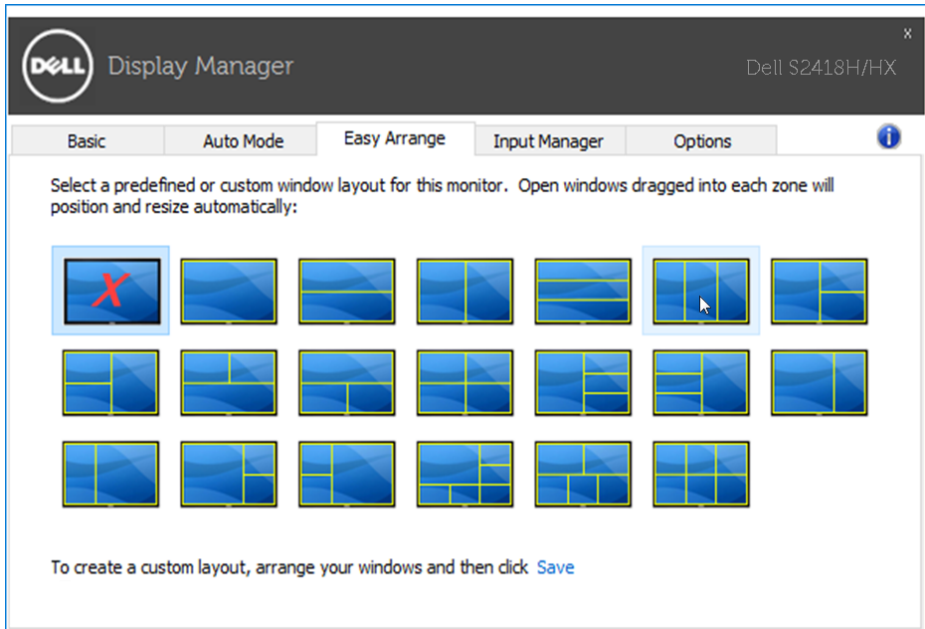 DELL Display Manager
X
Dell S2418H/HX
Basic
Auto Mode
Easy Arrange
Input Manager
Options
i
Select a predefined or custom window layout for this monitor. Open windows dragged into each zone will
position and resize automatically:
X
To create a custom layout, arrange your windows and then click Save